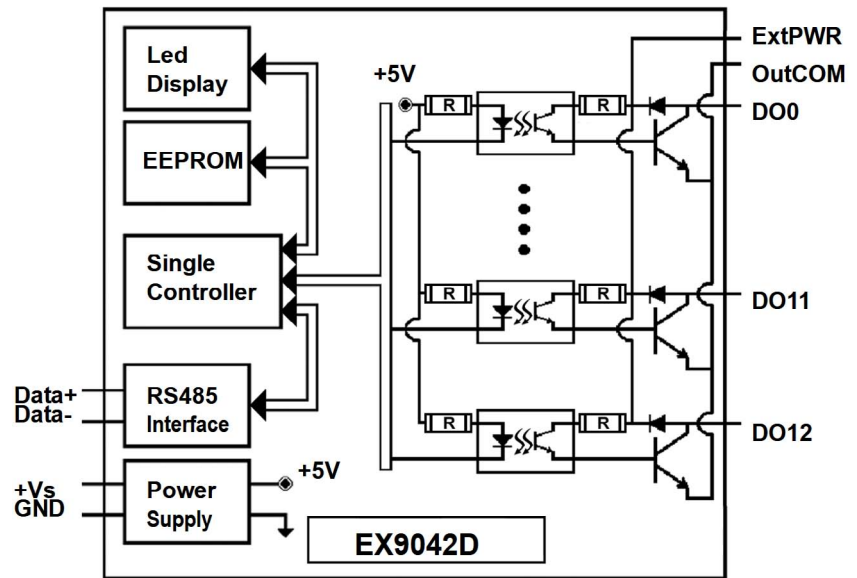 Led
Display
EEPROM
Single
Controller
RS485
Interface
Power
Supply
Data+
Data-
+Vs
GND
+5V
+5V
R
R
R
R
R
R
ExtPWR
OutCOM
DO0
DO11
DO12
EX9042D